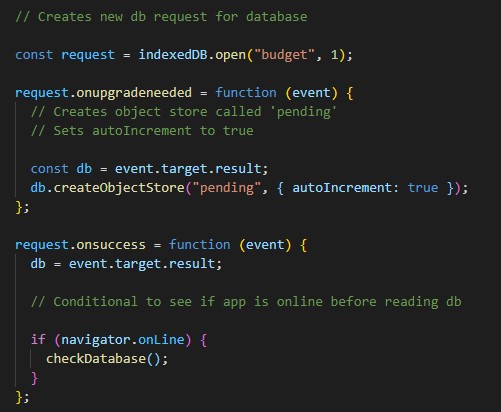 // Creates new db request for database
const request = indexedDB.open("budget", 1);
request.onupgradeneeded = function (event) {
// Creates object store called 'pending'
// Sets autoIncrement to true
const db = event.target.result;
db.createObjectStore("pending", { autoIncrement: true });
};
request.onsuccess = function (event) {
db = event.target.result;
// Conditional to see if app is online before reading db
if (navigator.onLine) {
checkDatabase();
}
};